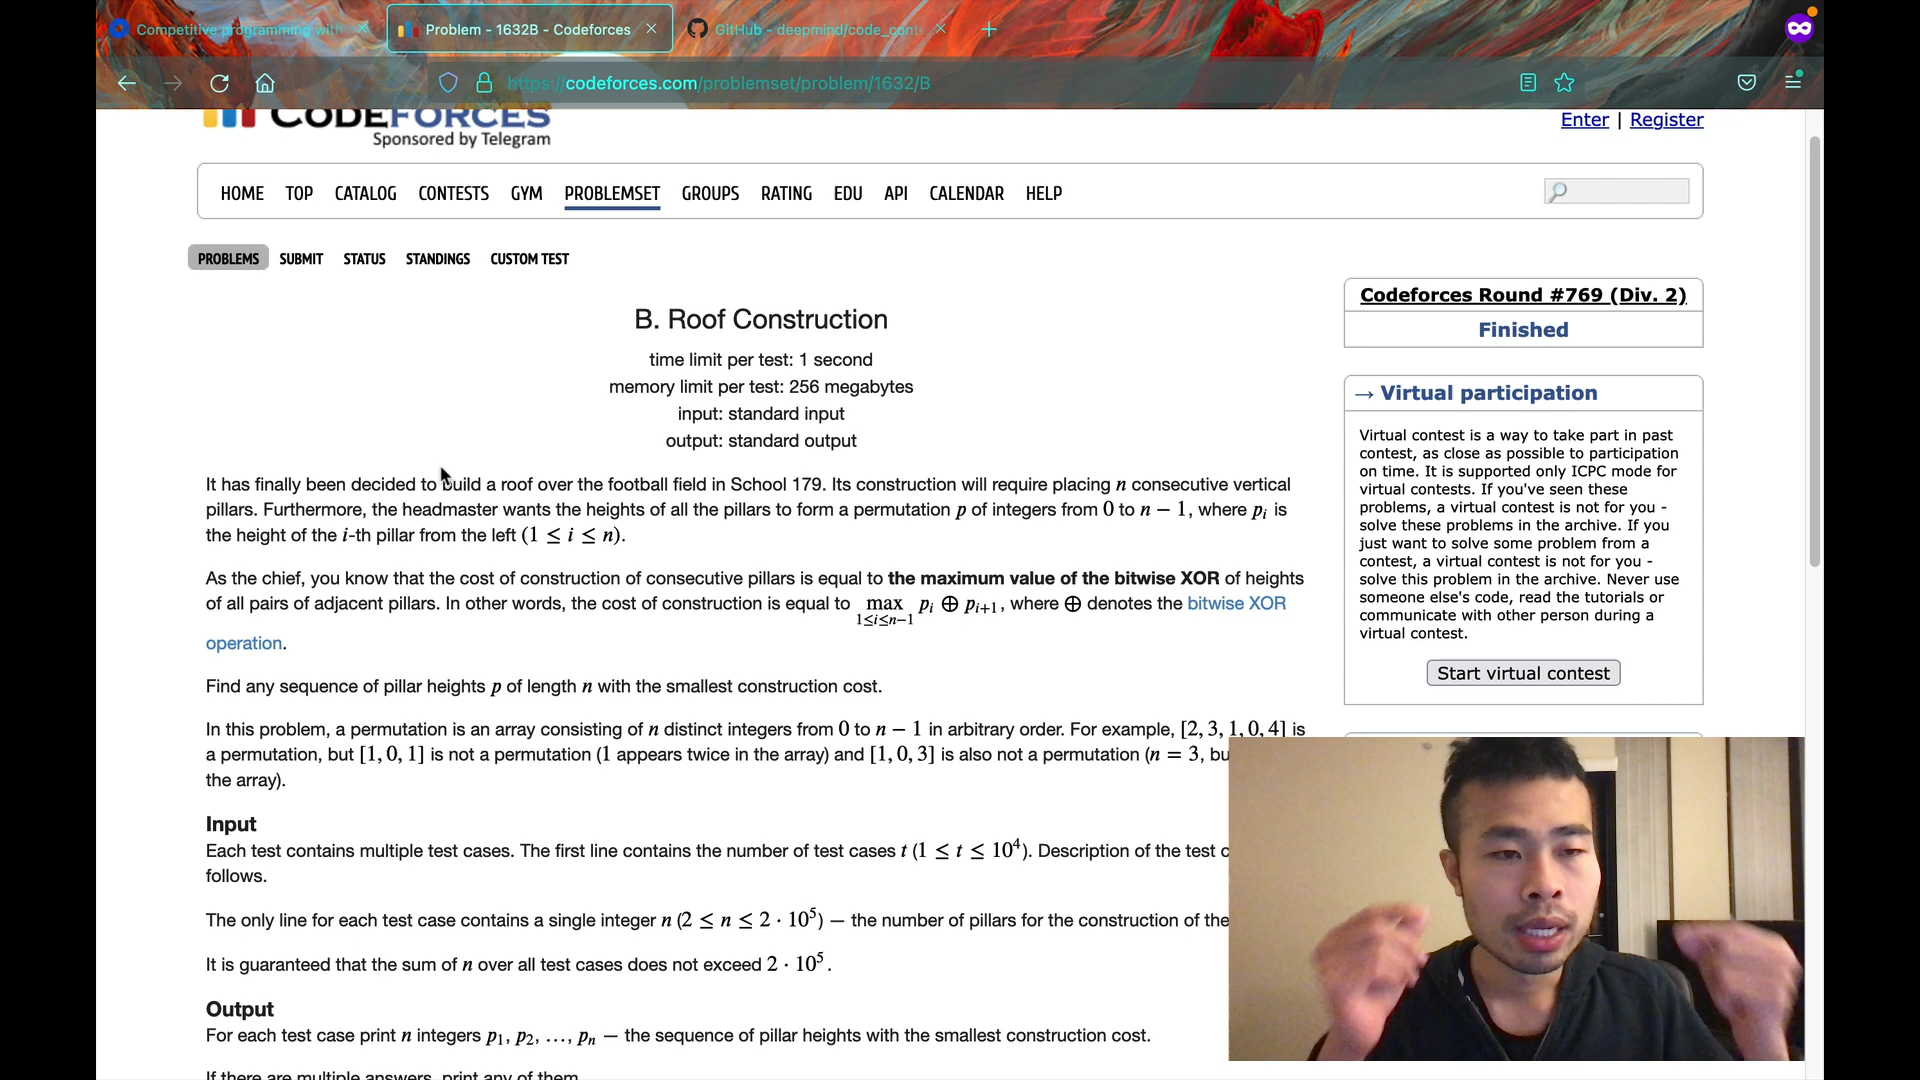 Competitive programming with
Problem - 1632B - Codeforces
GitHub - deepmind/code_conte
https://codeforces.com/problemset/problem/1632/B
CODEFORCES
Sponsored by Telegram
Enter | Register
HOME TOP CATALOG CONTESTS GYM PROBLEMSET GROUPS RATING EDU API CALENDAR HELP
PROBLEMS SUBMIT STATUS STANDINGS CUSTOM TEST
B. Roof Construction
time limit per test: 1 second
memory limit per test: 256 megabytes
input: standard input
output: standard output
It has finally been decided to build a roof over the football field in School 179. Its construction will require placing n consecutive vertical
pillars. Furthermore, the headmaster wants the heights of all the pillars to form a permutation p of integers from 0 to n − 1, where pᵢ is
the height of the i-th pillar from the left (1 ≤ i ≤ n).
As the chief, you know that the cost of construction of consecutive pillars is equal to the maximum value of the bitwise XOR of heights
of all pairs of adjacent pillars. In other words, the cost of construction is equal to max pᵢ ⊕ pᵢ₊₁, where ⊕ denotes the bitwise XOR
1≤i≤n−1
operation.
Find any sequence of pillar heights p of length n with the smallest construction cost.
In this problem, a permutation is an array consisting of n distinct integers from 0 to n − 1 in arbitrary order. For example, [2, 3, 1, 0, 4] is
a permutation, but [1, 0, 1] is not a permutation (1 appears twice in the array) and [1, 0, 3] is also not a permutation (n = 3, bu
the array).
Input
Each test contains multiple test cases. The first line contains the number of test cases t (1 ≤ t ≤ 10⁴). Description of the test c
follows.
The only line for each test case contains a single integer n (2 ≤ n ≤ 2 · 10⁵) — the number of pillars for the construction of the
It is guaranteed that the sum of n over all test cases does not exceed 2 · 10⁵.
Output
For each test case print n integers p₁, p₂, …, pₙ — the sequence of pillar heights with the smallest construction cost.
If there are multiple answers, print any of them.
Codeforces Round #769 (Div. 2)
Finished
→ Virtual participation
Virtual contest is a way to take part in past
contest, as close as possible to participation
on time. It is supported only ICPC mode for
virtual contests. If you've seen these
problems, a virtual contest is not for you -
solve these problems in the archive. If you
just want to solve some problem from a
contest, a virtual contest is not for you -
solve this problem in the archive. Never use
someone else's code, read the tutorials or
communicate with other person during a
virtual contest.
Start virtual contest